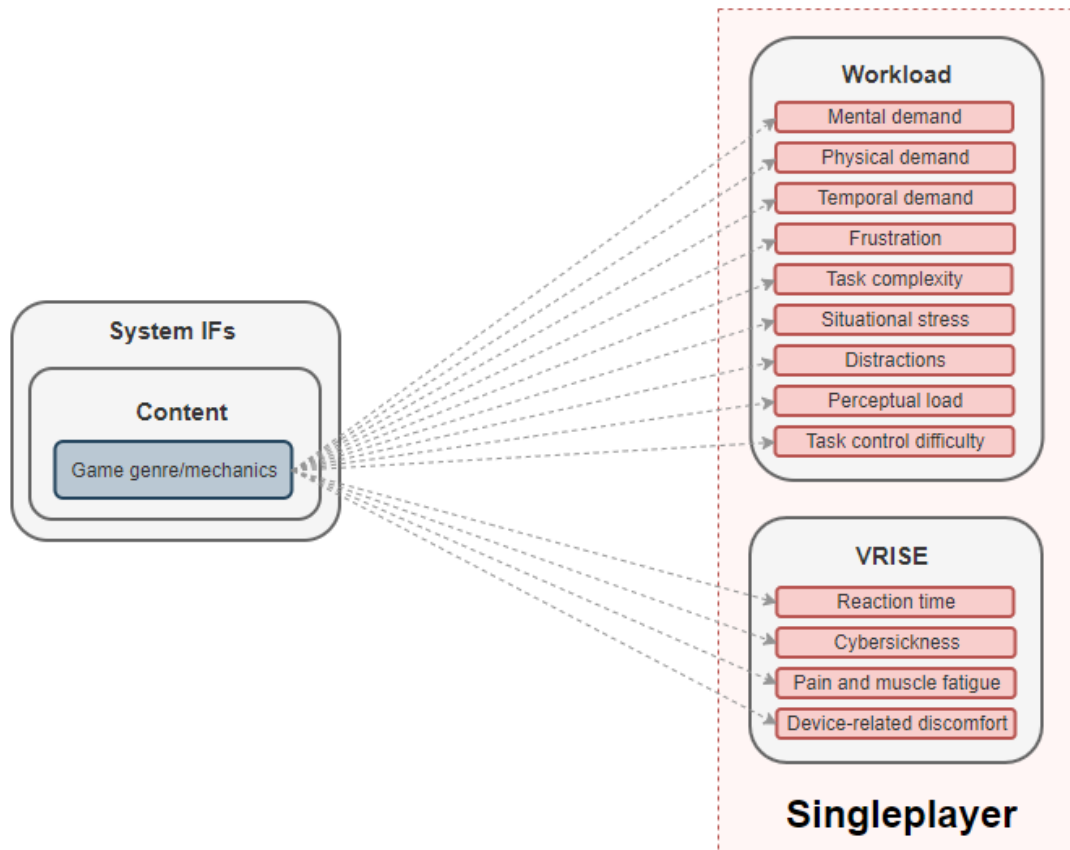 System IFs
Content
Game genre/mechanics
Workload
Mental demand
Physical demand
Temporal demand
Frustration
Task complexity
Situational stress
Distractions
Perceptual load
Task control difficulty
VRISE
Reaction time
Cybersickness
Pain and muscle fatigue
Device-related discomfort
Singleplayer